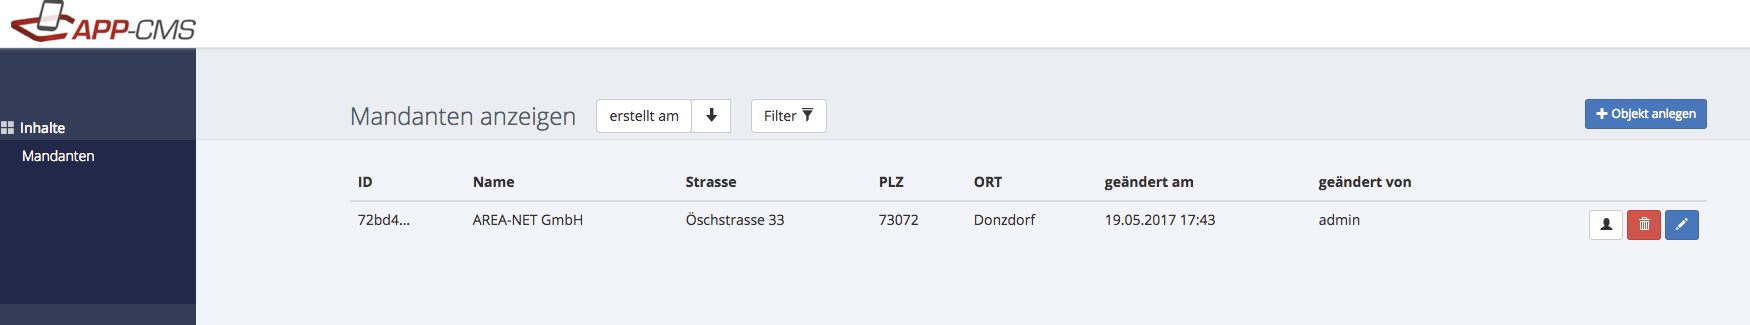 APP-CMS
Inhalte
Mandanten
Mandanten anzeigen erstellt am Filter Objekt anlegen
ID Name Strasse PLZ ORT geändert am geändert von
72bd4... AREA-NET GmbH Öschstrasse 33 73072 Donzdorf 19.05.2017 17:43 admin